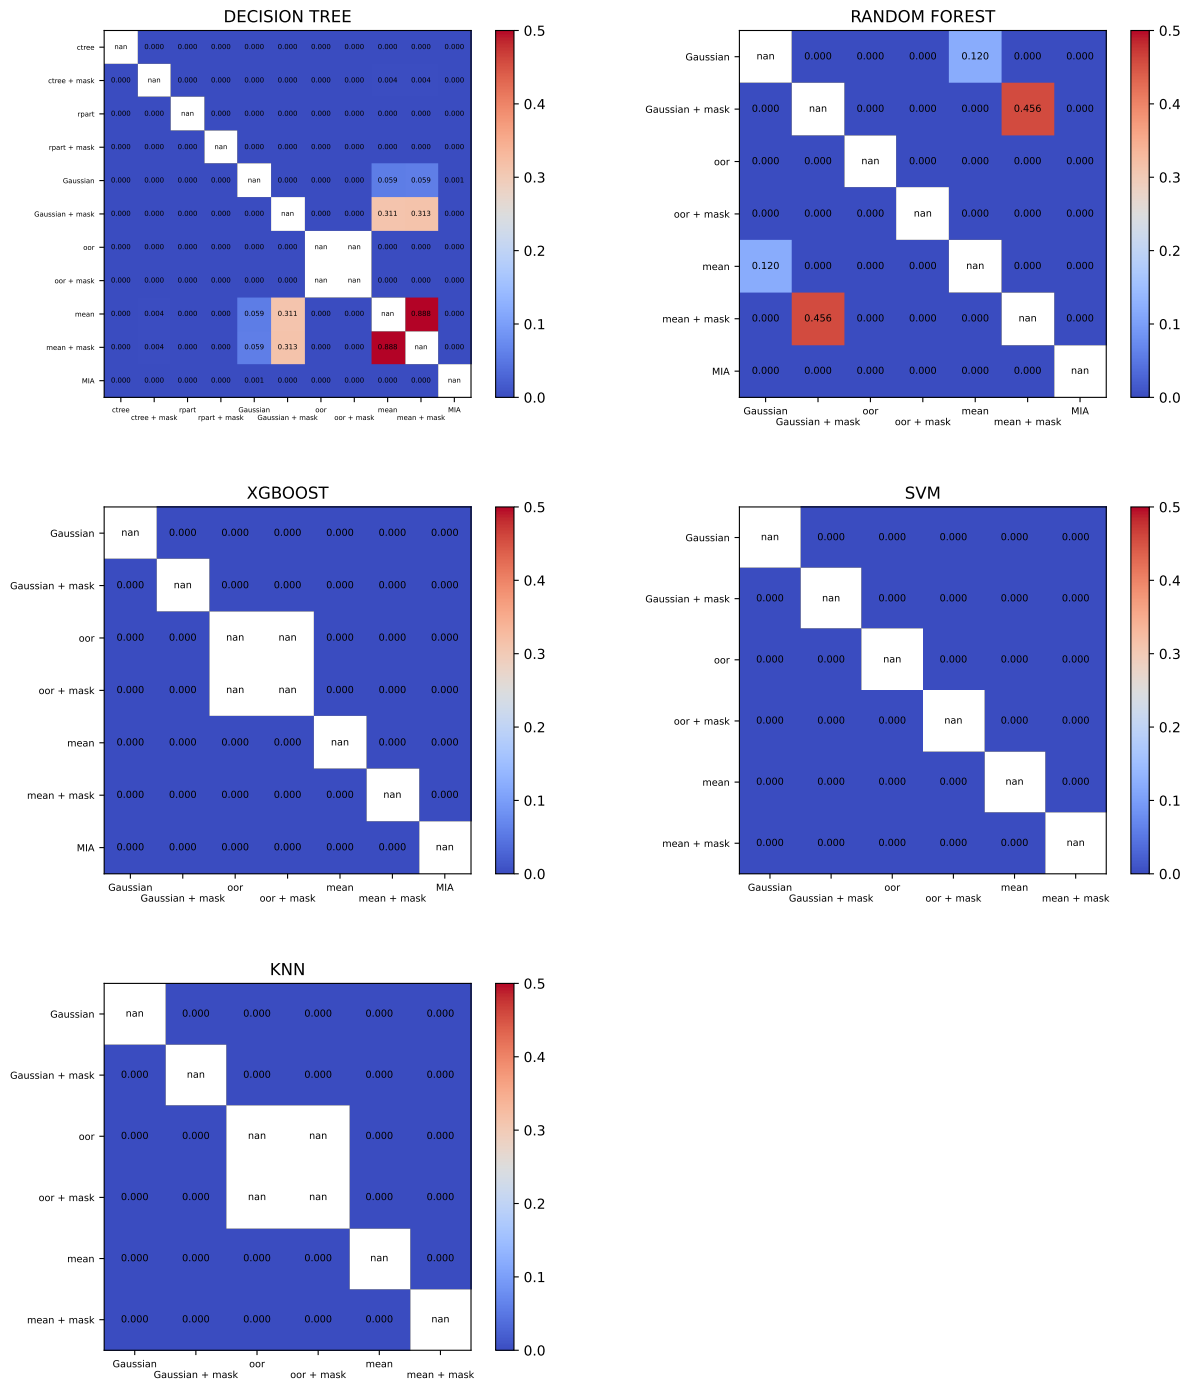 DECISION TREE
ctree nan 0.000 0.000 0.000 0.000 0.000 0.000 0.000 0.000 0.000 0.000
ctree + mask 0.000 nan 0.000 0.000 0.000 0.000 0.000 0.000 0.004 0.004 0.000
rpart 0.000 0.000 nan 0.000 0.000 0.000 0.000 0.000 0.000 0.000 0.000
rpart + mask 0.000 0.000 0.000 nan 0.000 0.000 0.000 0.000 0.000 0.000 0.000
Gaussian 0.000 0.000 0.000 0.000 nan 0.000 0.000 0.000 0.059 0.059 0.001
Gaussian + mask 0.000 0.000 0.000 0.000 0.000 nan 0.000 0.000 0.311 0.313 0.000
oor 0.000 0.000 0.000 0.000 0.000 0.000 nan nan 0.000 0.000 0.000
oor + mask 0.000 0.000 0.000 0.000 0.000 0.000 nan nan 0.000 0.000 0.000
mean 0.000 0.004 0.000 0.000 0.059 0.311 0.000 0.000 nan 0.888 0.000
mean + mask 0.000 0.004 0.000 0.000 0.059 0.313 0.000 0.000 0.888 nan 0.000
MIA 0.000 0.000 0.000 0.000 0.001 0.000 0.000 0.000 0.000 0.000 nan
ctree rpart Gaussian oor mean MIA
ctree + mask rpart + mask Gaussian + mask oor + mask mean + mask
0.5
0.4
0.3
0.2
0.1
0.0
RANDOM FOREST
Gaussian nan 0.000 0.000 0.000 0.120 0.000 0.000
Gaussian + mask 0.000 nan 0.000 0.000 0.000 0.456 0.000
oor 0.000 0.000 nan 0.000 0.000 0.000 0.000
oor + mask 0.000 0.000 0.000 nan 0.000 0.000 0.000
mean 0.120 0.000 0.000 0.000 nan 0.000 0.000
mean + mask 0.000 0.456 0.000 0.000 0.000 nan 0.000
MIA 0.000 0.000 0.000 0.000 0.000 0.000 nan
Gaussian oor mean MIA
Gaussian + mask oor + mask mean + mask
0.5
0.4
0.3
0.2
0.1
0.0
XGBOOST
Gaussian nan 0.000 0.000 0.000 0.000 0.000 0.000
Gaussian + mask 0.000 nan 0.000 0.000 0.000 0.000 0.000
oor 0.000 0.000 nan nan 0.000 0.000 0.000
oor + mask 0.000 0.000 nan nan 0.000 0.000 0.000
mean 0.000 0.000 0.000 0.000 nan 0.000 0.000
mean + mask 0.000 0.000 0.000 0.000 0.000 nan 0.000
MIA 0.000 0.000 0.000 0.000 0.000 0.000 nan
Gaussian oor mean MIA
Gaussian + mask oor + mask mean + mask
0.5
0.4
0.3
0.2
0.1
0.0
SVM
Gaussian nan 0.000 0.000 0.000 0.000 0.000
Gaussian + mask 0.000 nan 0.000 0.000 0.000 0.000
oor 0.000 0.000 nan 0.000 0.000 0.000
oor + mask 0.000 0.000 0.000 nan 0.000 0.000
mean 0.000 0.000 0.000 0.000 nan 0.000
mean + mask 0.000 0.000 0.000 0.000 0.000 nan
Gaussian oor mean
Gaussian + mask oor + mask mean + mask
0.5
0.4
0.3
0.2
0.1
0.0
KNN
Gaussian nan 0.000 0.000 0.000 0.000 0.000
Gaussian + mask 0.000 nan 0.000 0.000 0.000 0.000
oor 0.000 0.000 nan nan 0.000 0.000
oor + mask 0.000 0.000 nan nan 0.000 0.000
mean 0.000 0.000 0.000 0.000 nan 0.000
mean + mask 0.000 0.000 0.000 0.000 0.000 nan
Gaussian oor mean
Gaussian + mask oor + mask mean + mask
0.5
0.4
0.3
0.2
0.1
0.0